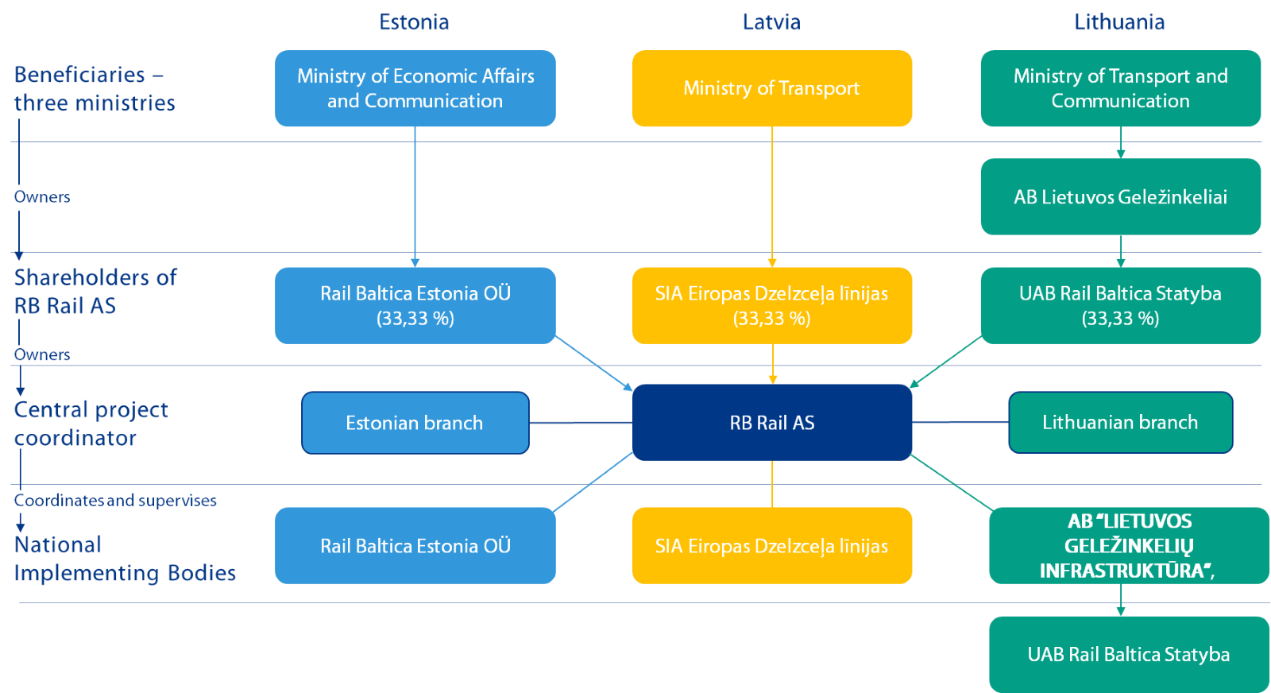 Estonia
Latvia
Lithuania
Beneficiaries –
three ministries
Ministry of Economic Affairs
and Communication
Ministry of Transport
Ministry of Transport and
Communication
Owners
AB Lietuvos Geležinkeliai
Shareholders of
RB Rail AS
Rail Baltica Estonia OÜ
(33,33 %)
SIA Eiropas Dzelzceļa līnijas
(33,33 %)
UAB Rail Baltica Statyba
(33,33 %)
Owners
Central project
coordinator
Estonian branch
RB Rail AS
Lithuanian branch
Coordinates and supervises
National
Implementing Bodies
Rail Baltica Estonia OÜ
SIA Eiropas Dzelzceļa līnijas
AB “LIETUVOS
GELEŽINKELIŲ
INFRASTRUKTŪRA“,
UAB Rail Baltica Statyba